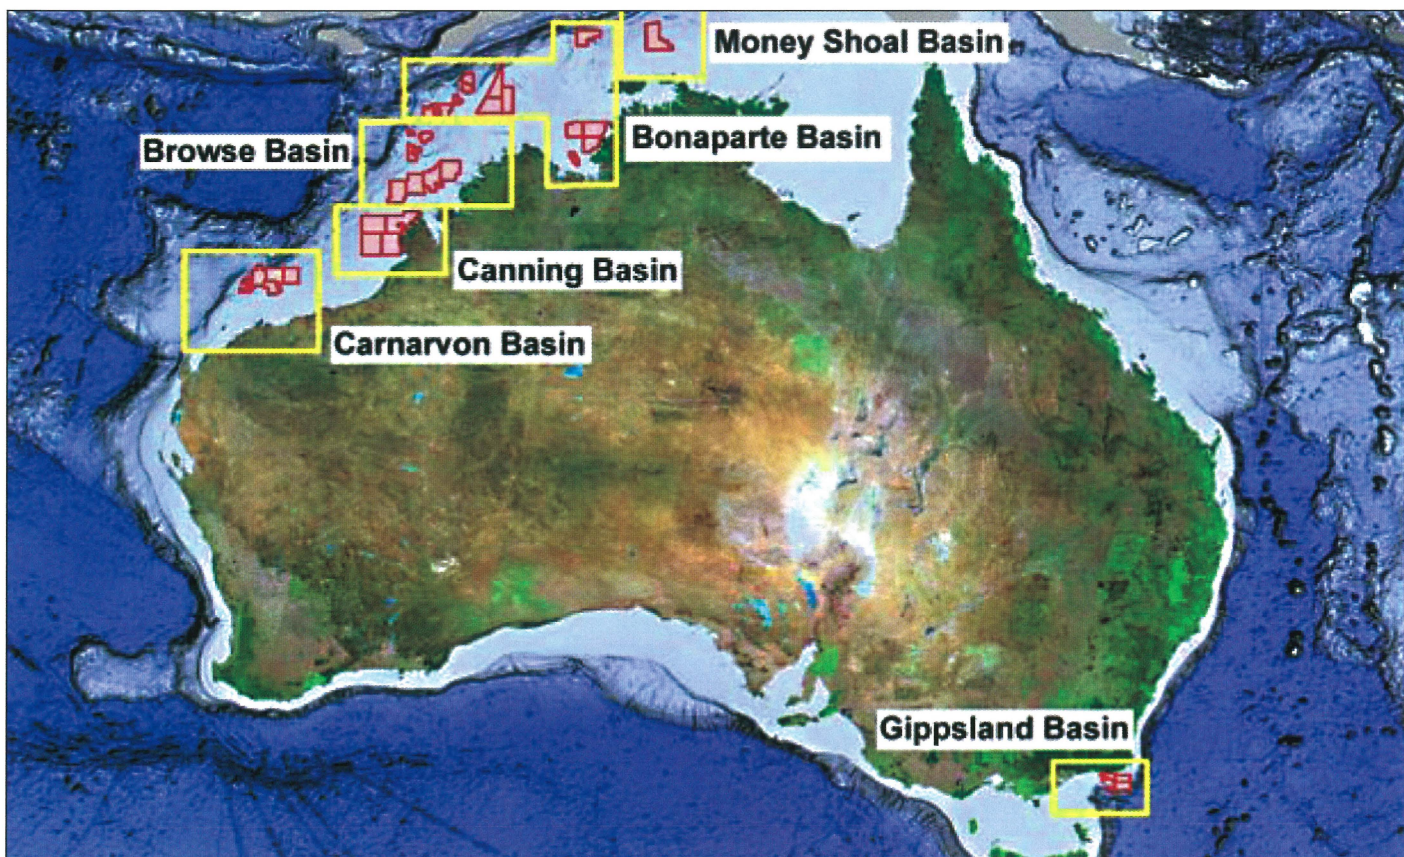 Money Shoal Basin
Bonaparte Basin
Browse Basin
Canning Basin
Carnarvon Basin
Gippsland Basin